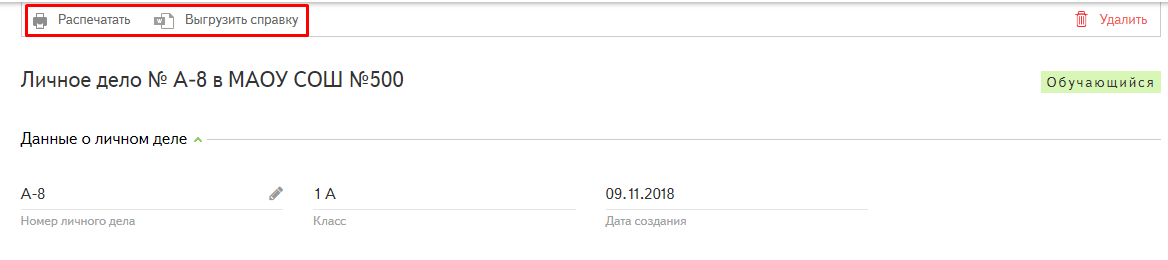 Распечатать Выгрузить справку Удалить
Личное дело № А-8 в МАОУ СОШ №500
Обучающийся
Данные о личном деле
А-8 1 А 09.11.2018
Номер личного дела Класс Дата создания